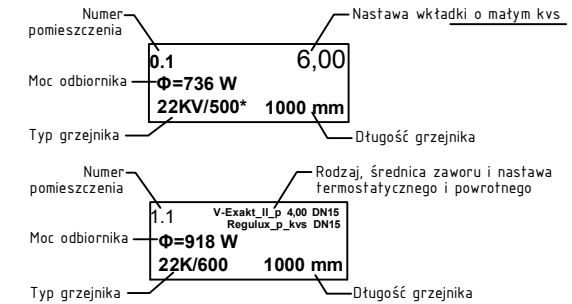 Numer
pomieszczenia
Nastawa wkładki o małym kvs
0.1
6,00
Moc odbiornika
Φ=736 W
22KV/500*
1000 mm
Typ grzejnika
Długość grzejnika
Numer
pomieszczenia
Rodzaj, średnica zaworu i nastawa
termostatycznego i powrotnego
1.1
V-Exakt_II_p 4,00 DN15
Regulux_p_kvs DN15
Moc odbiornika
Φ=918 W
22K/600
1000 mm
Typ grzejnika
Długość grzejnika